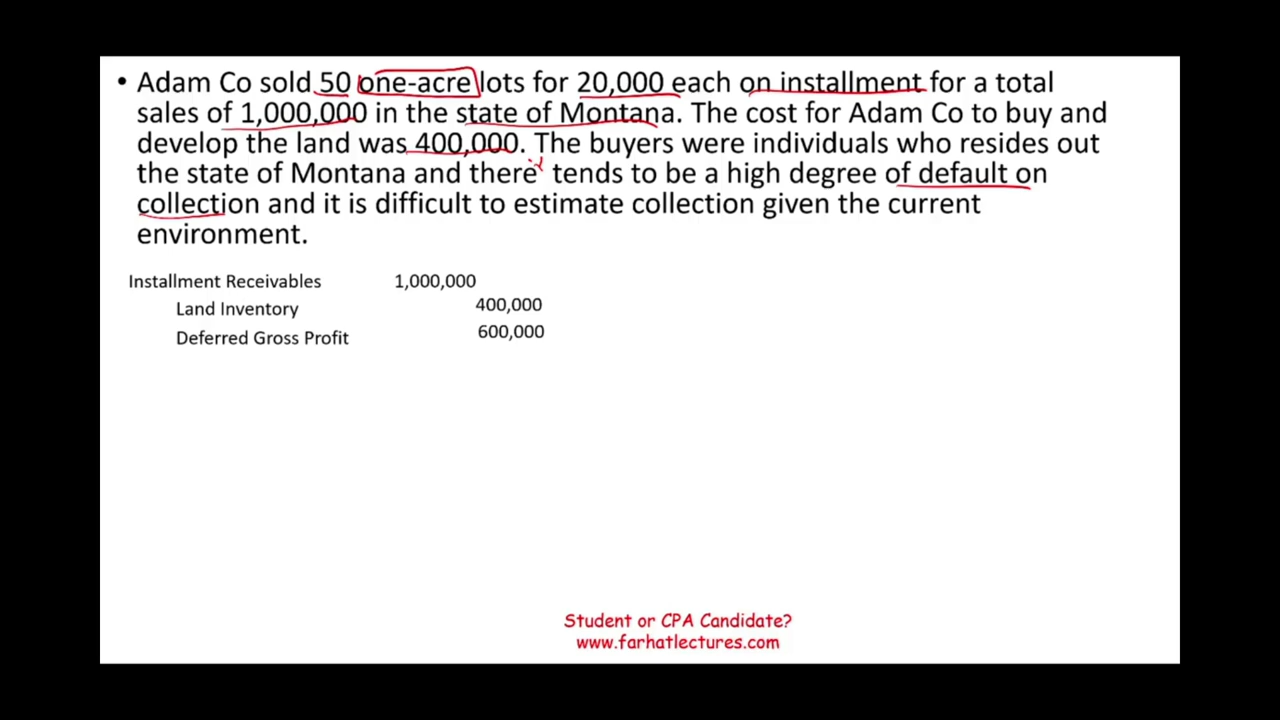 • Adam Co sold 50 one-acre lots for 20,000 each on installment for a total
sales of 1,000,000 in the state of Montana. The cost for Adam Co to buy and
develop the land was 400,000. The buyers were individuals who resides out
the state of Montana and there tends to be a high degree of default on
collection and it is difficult to estimate collection given the current
environment.
Installment Receivables 1,000,000
Land Inventory 400,000
Deferred Gross Profit 600,000
Student or CPA Candidate?
www.farhatlectures.com